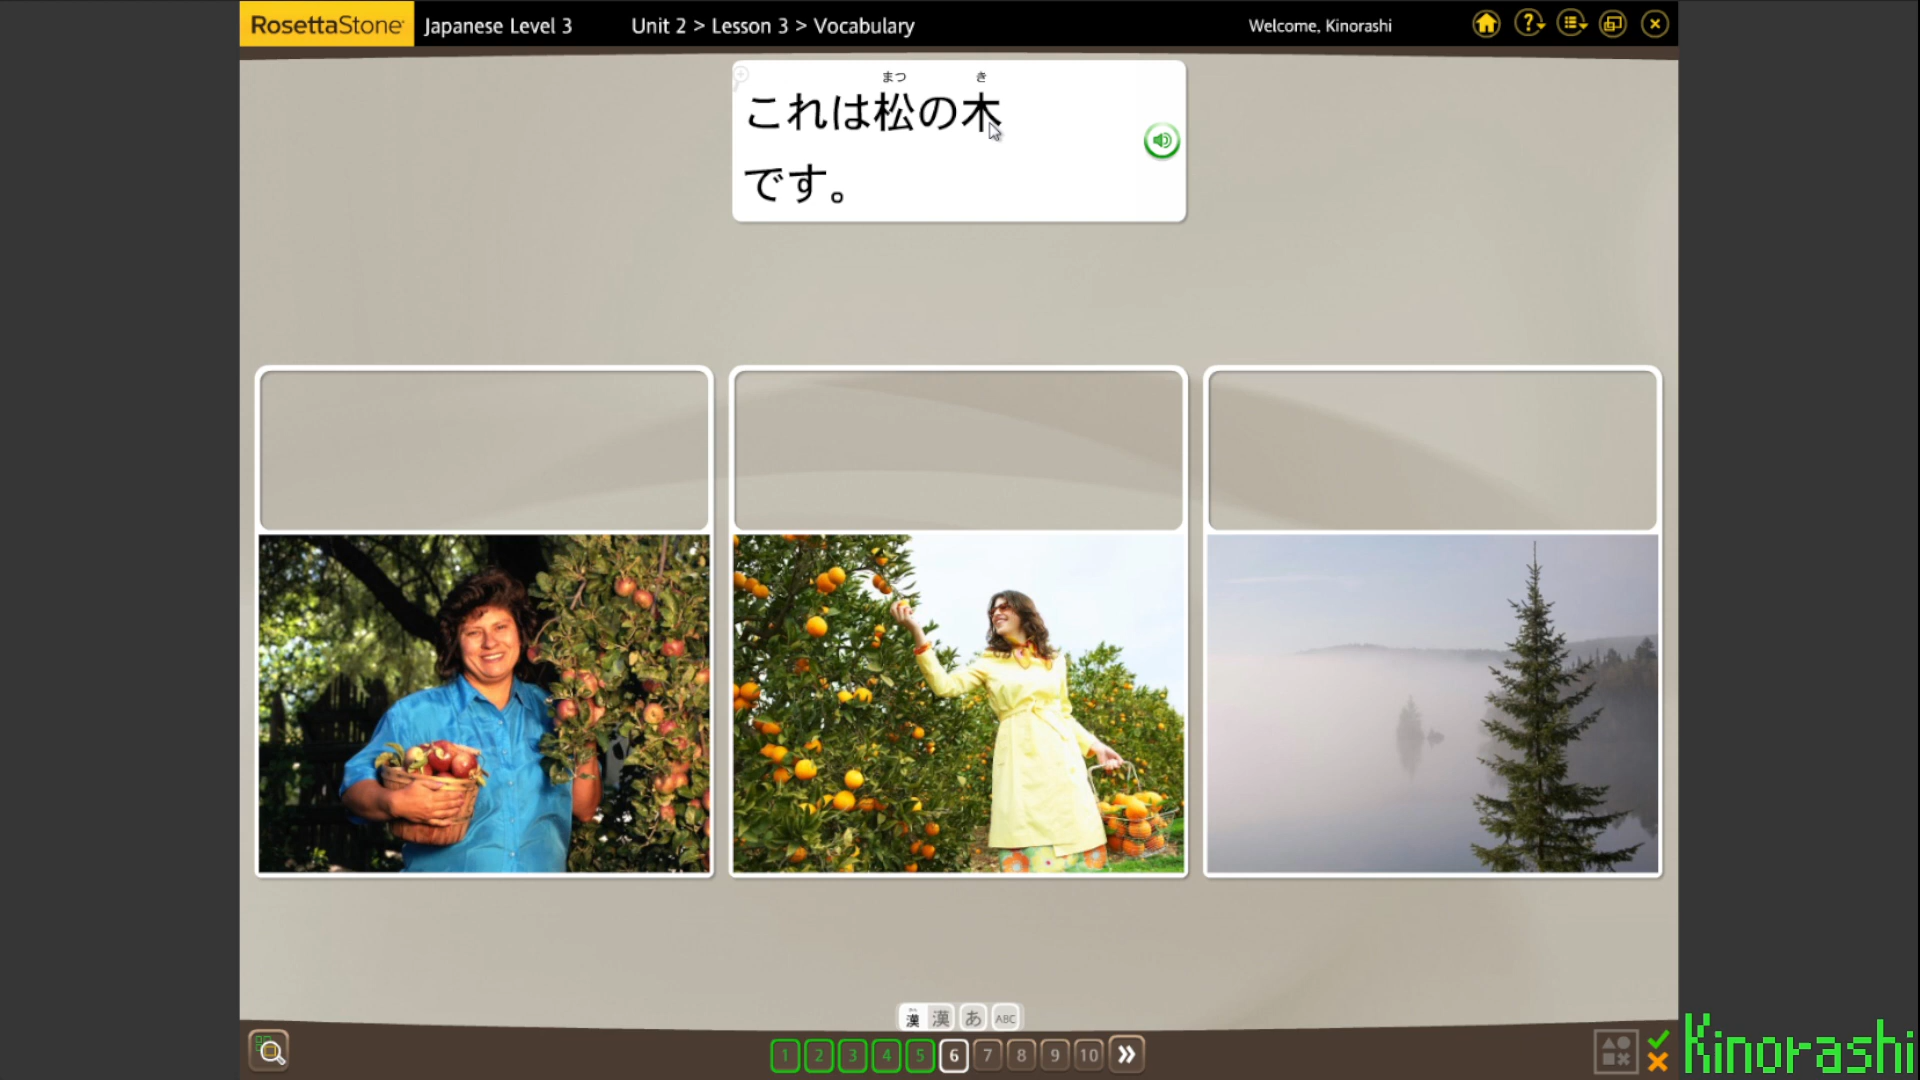 RosettaStone
Japanese Level 3
Unit 2 > Lesson 3 > Vocabulary
Welcome, Kinorashi
まつ き
これは松の木
です。
漢 漢 あ ABC
1 2 3 4 5 6 7 8 9 10
Kinorashi